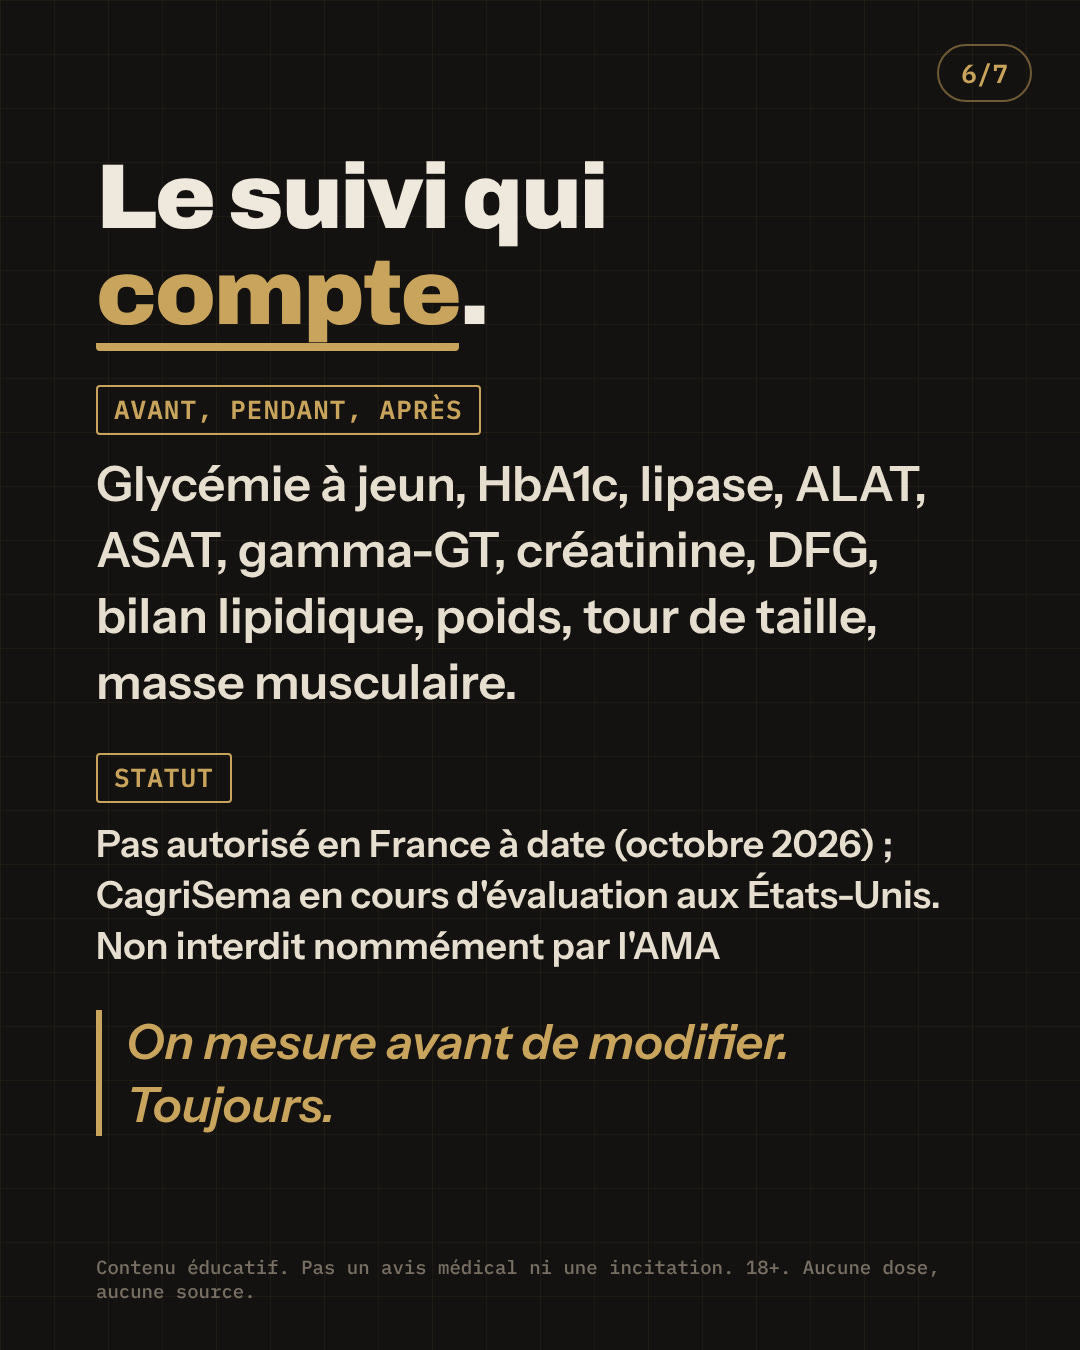 6/7
Le suivi qui
compte.
AVANT, PENDANT, APRÈS
Glycémie à jeun, HbA1c, lipase, ALAT,
ASAT, gamma-GT, créatinine, DFG,
bilan lipidique, poids, tour de taille,
masse musculaire.
STATUT
Pas autorisé en France à date (octobre 2026) ;
CagriSema en cours d'évaluation aux États-Unis.
Non interdit nommément par l'AMA
On mesure avant de modifier.
Toujours.
Contenu éducatif. Pas un avis médical ni une incitation. 18+. Aucune dose,
aucune source.